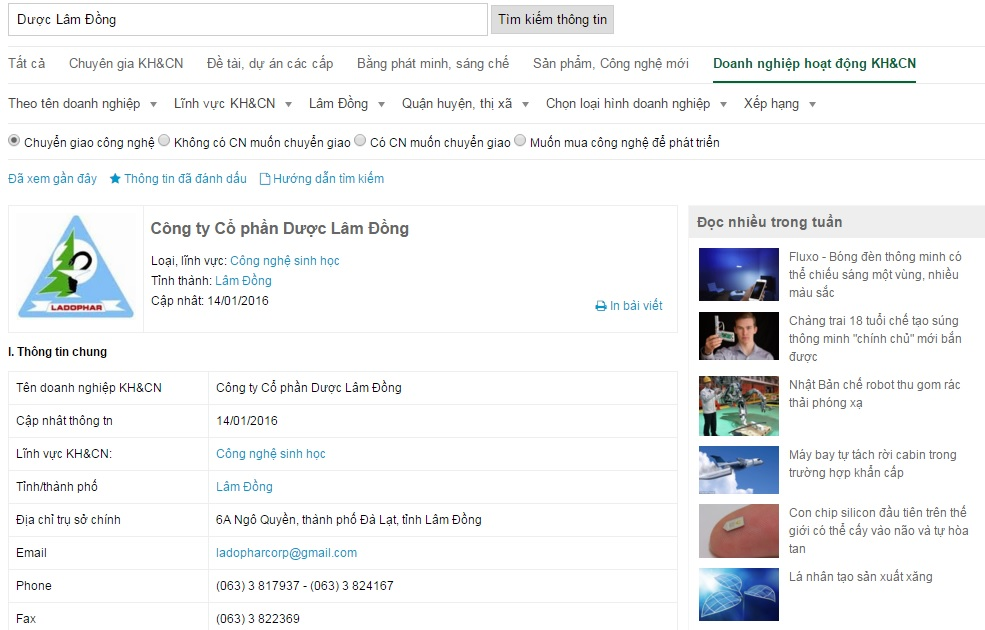 Dược Lâm Đồng
Tìm kiếm thông tin
Tất cả Chuyên gia KH&CN Đề tài, dự án các cấp Bằng phát minh, sáng chế Sản phẩm, Công nghệ mới Doanh nghiệp hoạt động KH&CN
Theo tên doanh nghiệp Lĩnh vực KH&CN Lâm Đồng Quận huyện, thị xã Chọn loại hình doanh nghiệp Xếp hạng
Chuyển giao công nghệ Không có CN muốn chuyển giao Có CN muốn chuyển giao Muốn mua công nghệ để phát triển
Đã xem gần đây Thông tin đã đánh dấu Hướng dẫn tìm kiếm
LADOPHAR
Công ty Cổ phần Dược Lâm Đồng
Loại, lĩnh vực: Công nghệ sinh học
Tỉnh thành: Lâm Đồng
Cập nhât: 14/01/2016
In bài viết
I. Thông tin chung
Tên doanh nghiệp KH&CN Công ty Cổ phần Dược Lâm Đồng
Cập nhât thông tn 14/01/2016
Lĩnh vực KH&CN: Công nghệ sinh học
Tỉnh/thành phố Lâm Đồng
Địa chỉ trụ sở chính 6A Ngô Quyền, thành phố Đà Lạt, tỉnh Lâm Đồng
Email ladopharcorp@gmail.com
Phone (063) 3 817937 - (063) 3 824167
Fax (063) 3 822369
Đọc nhiều trong tuần
Fluxo - Bóng đèn thông minh có
thể chiếu sáng một vùng, nhiều
màu sắc
Chàng trai 18 tuổi chế tạo súng
thông minh "chính chủ" mới bắn
được
Nhật Bản chế robot thu gom rác
thải phóng xạ
Máy bay tự tách rời cabin trong
trường hợp khẩn cấp
Con chip silicon đầu tiên trên thế
giới có thể cấy vào não và tự hòa
tan
Lá nhân tạo sản xuất xăng